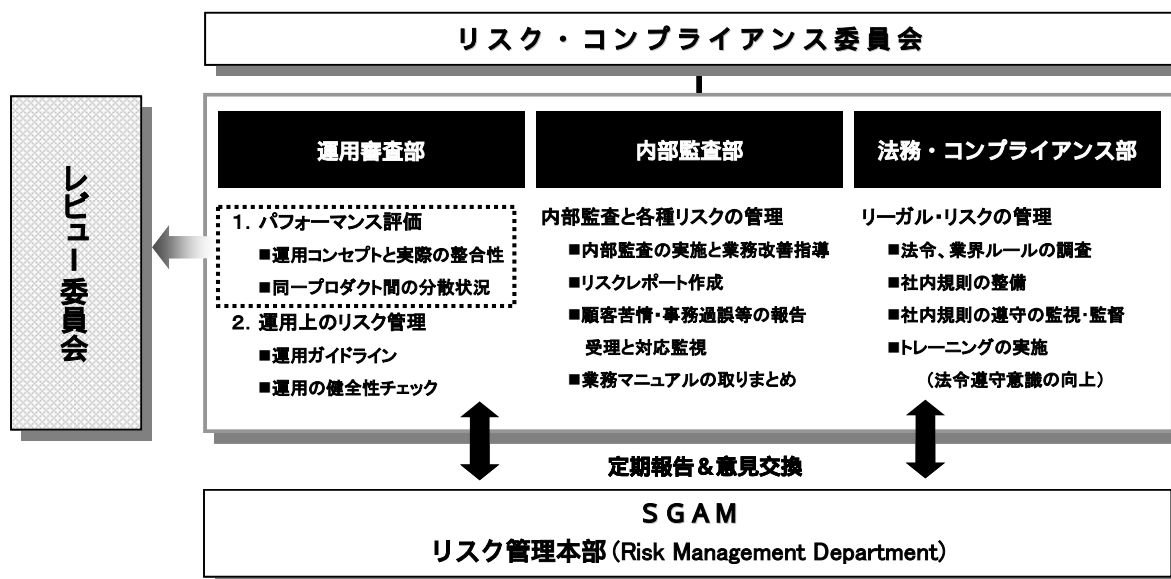 リスク・コンプライアンス委員会
レビュー委員会
運用審査部
1. パフォーマンス評価
■運用コンセプトと実際の整合性
■同一プロダクト間の分散状況
2. 運用上のリスク管理
■運用ガイドライン
■運用の健全性チェック
内部監査部
内部監査と各種リスクの管理
■内部監査の実施と業務改善指導
■リスクレポート作成
■顧客苦情・事務過誤等の報告
受理と対応監視
■業務マニュアルの取りまとめ
法務・コンプライアンス部
リーガル・リスクの管理
■法令、業界ルールの調査
■社内規則の整備
■社内規則の遵守の監視・監督
■トレーニングの実施
（法令遵守意識の向上）
定期報告＆意見交換
SGAM
リスク管理本部(Risk Management Department)